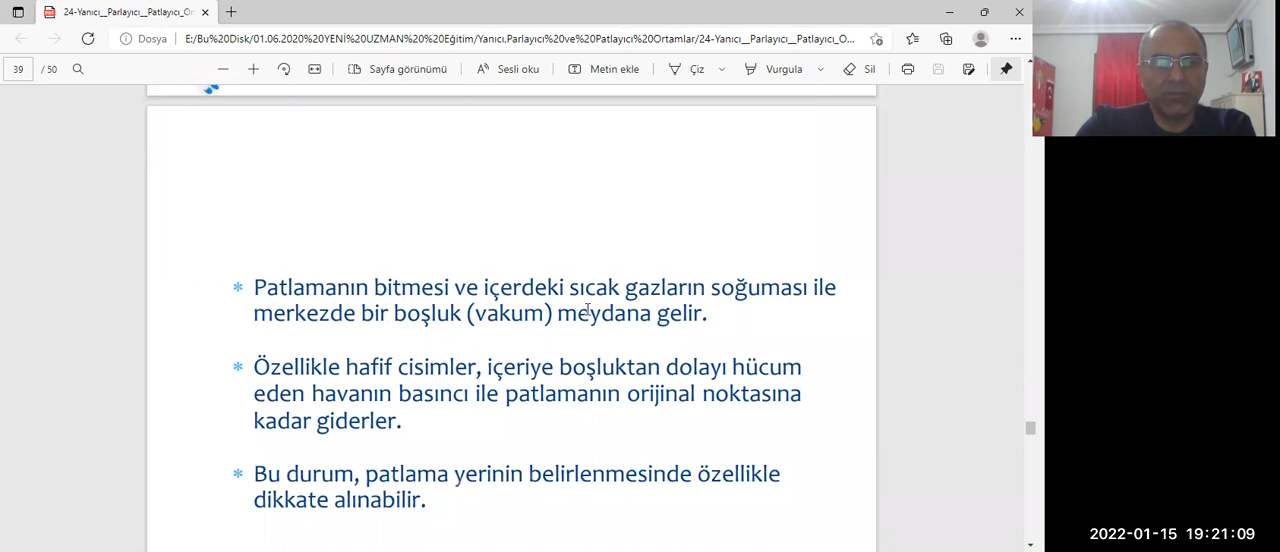 24-Yanıcı__Parlayıcı__Patlayıcı_Or
Dosya
E:/Bu%20Disk/01.06.2020%20YENİ%20UZMAN%20%20Eğitim/Yanıcı,Parlayıcı%20ve%20Patlayıcı%20Ortamlar/24-Yanıcı__Parlayıcı__Patlayıcı_O...
39 / 50
Sayfa görünümü
Sesli oku
Metin ekle
Çiz
Vurgula
Sil
* Patlamanın bitmesi ve içerdeki sıcak gazların soğuması ile
merkezde bir boşluk (vakum) meydana gelir.
* Özellikle hafif cisimler, içeriye boşluktan dolayı hücum
eden havanın basıncı ile patlamanın orijinal noktasına
kadar giderler.
* Bu durum, patlama yerinin belirlenmesinde özellikle
dikkate alınabilir.
2022-01-15 19:21:09